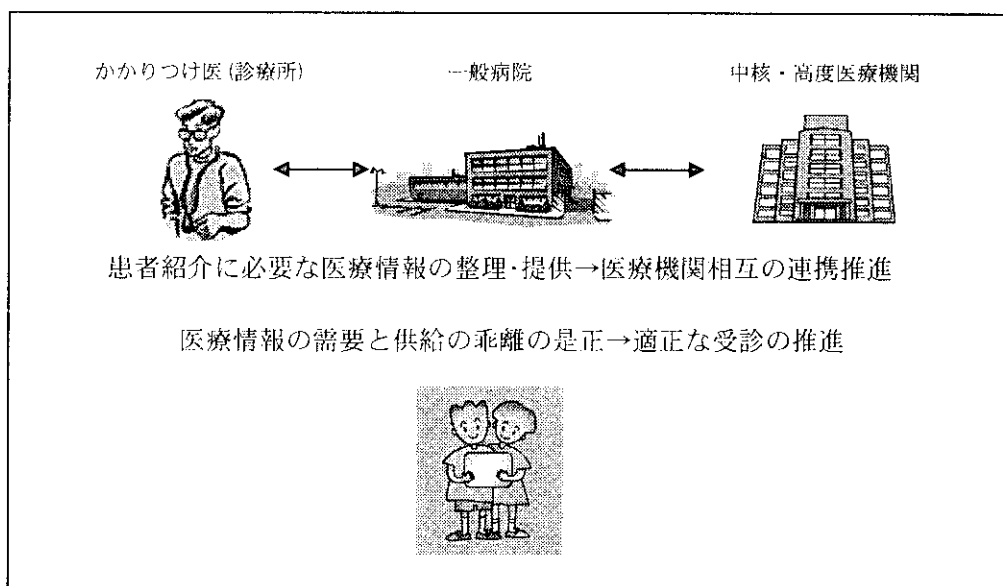 かかりつけ医(診療所)
一般病院
中核・高度医療機関
患者紹介に必要な医療情報の整理・提供→医療機関相互の連携推進
医療情報の需要と供給の乖離の是正→適正な受診の推進